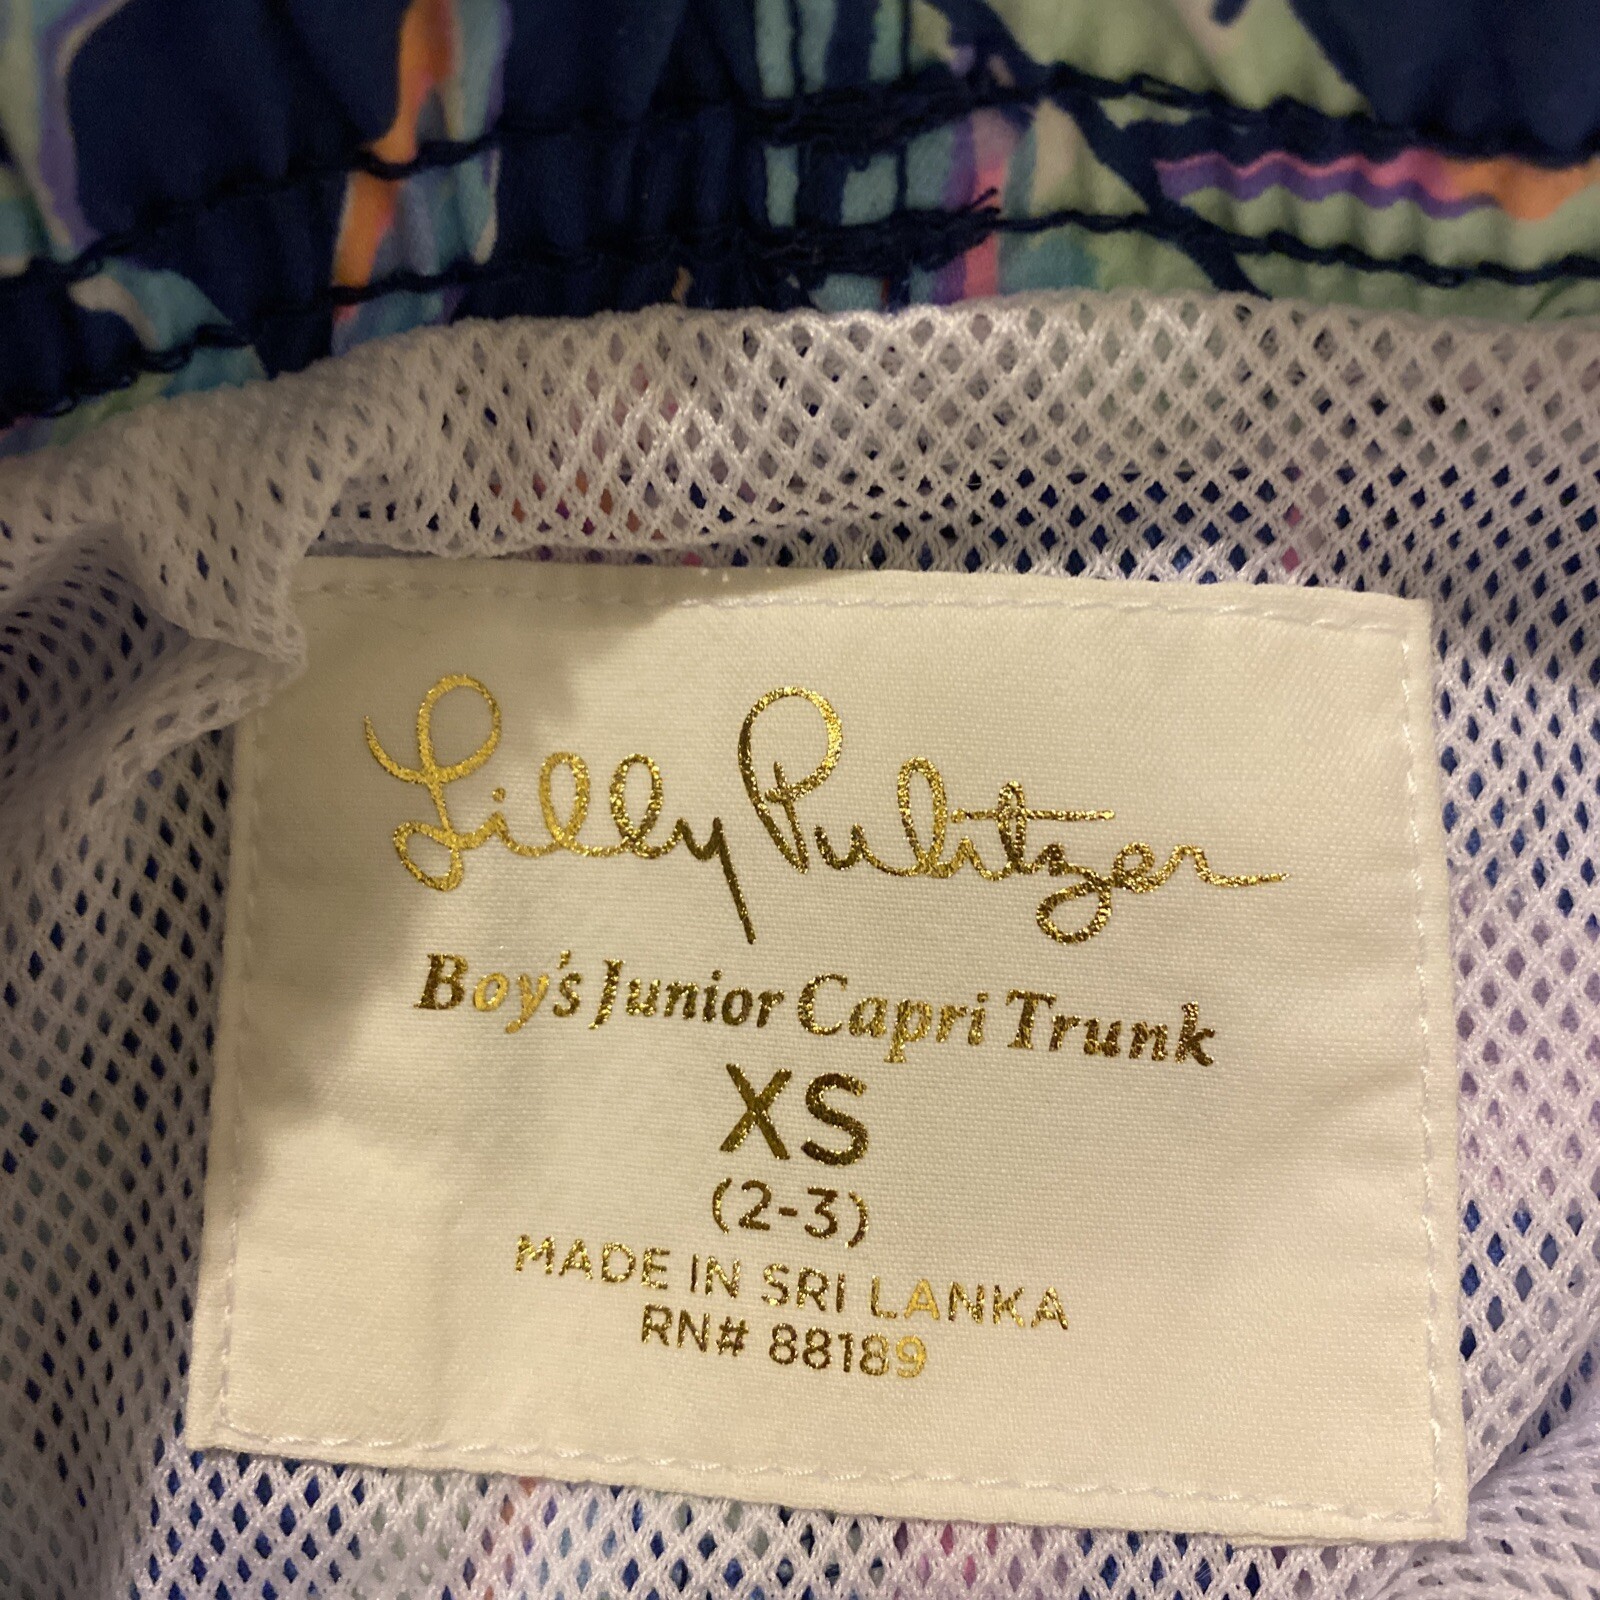 Lilly Pulitzer
Boy's Junior Capri Trunk
XS
(2-3)
MADE IN SRI LANKA
RN# 88189